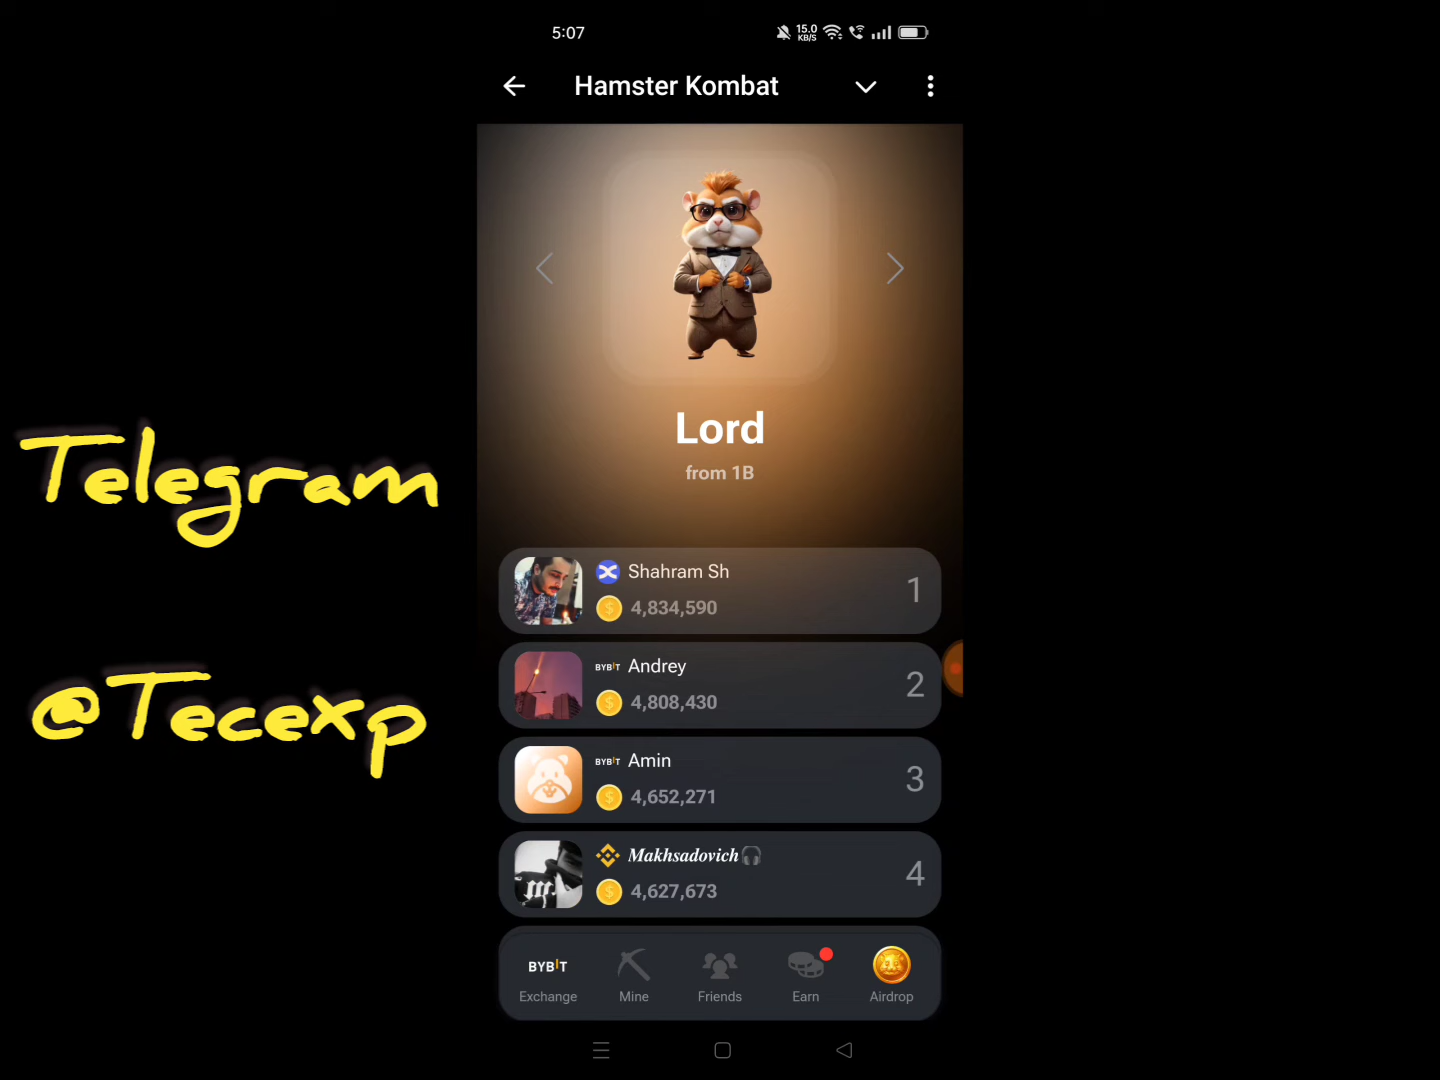 5:07
15.0
KB/S
Hamster Kombat
Lord
from 1B
Telegram
@Tecexp
Shahram Sh
4,834,590
1
BYBIT Andrey
4,808,430
2
BYBIT Amin
4,652,271
3
Makhsadovich🎧
4,627,673
4
BYBIT
Exchange
Mine
Friends
Earn
Airdrop